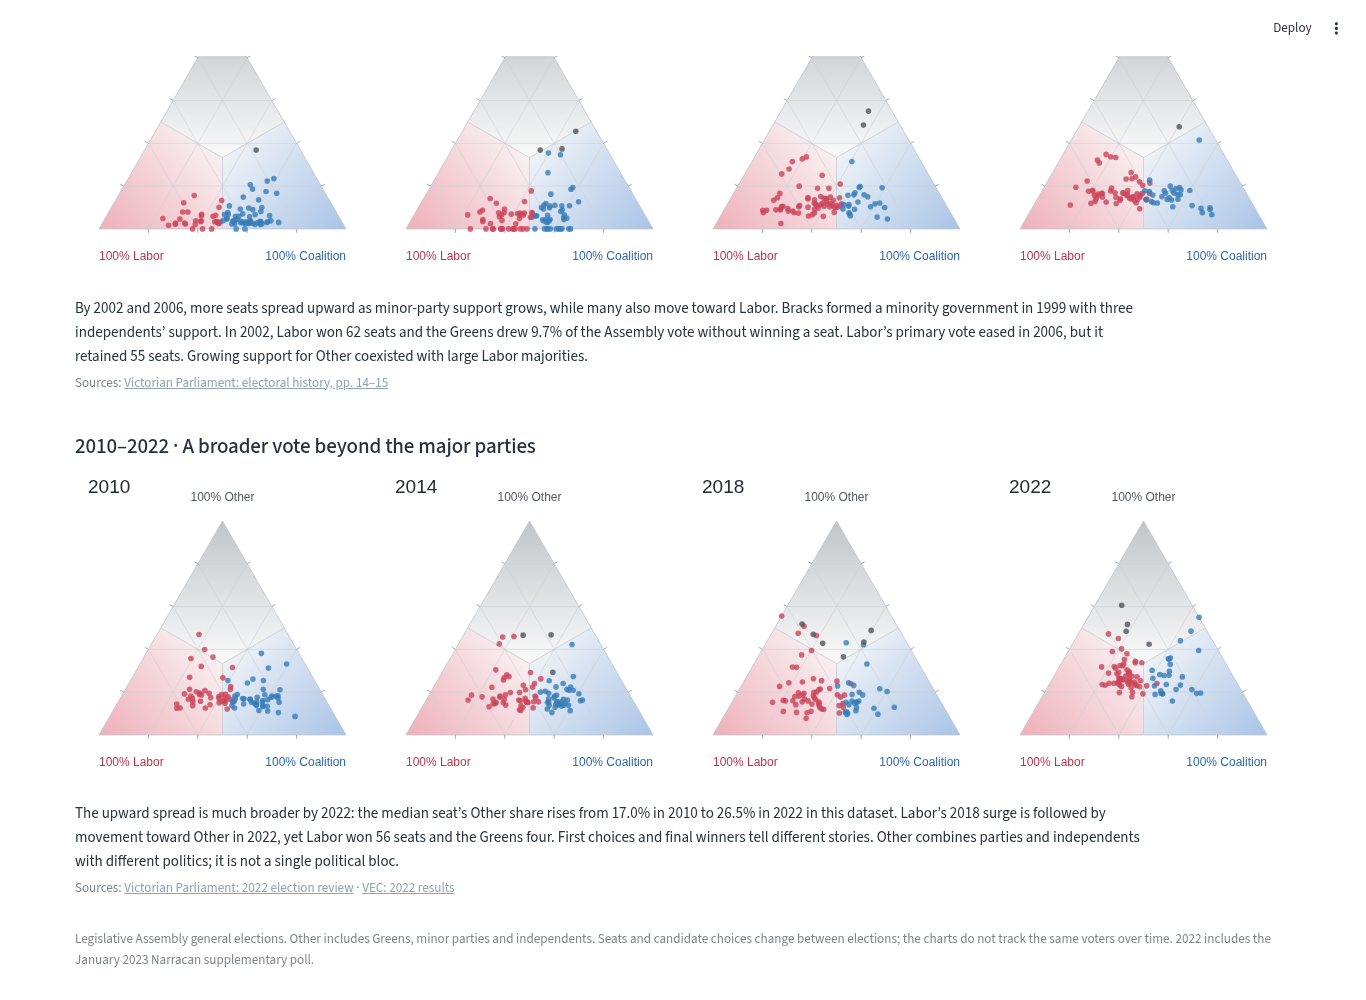 Deploy
100% Labor 100% Coalition 100% Labor 100% Coalition 100% Labor 100% Coalition 100% Labor 100% Coalition
By 2002 and 2006, more seats spread upward as minor-party support grows, while many also move toward Labor. Bracks formed a minority government in 1999 with three
independents’ support. In 2002, Labor won 62 seats and the Greens drew 9.7% of the Assembly vote without winning a seat. Labor’s primary vote eased in 2006, but it
retained 55 seats. Growing support for Other coexisted with large Labor majorities.
Sources: Victorian Parliament: electoral history, pp. 14–15
2010–2022 · A broader vote beyond the major parties
2010 2014 2018 2022
100% Other 100% Other 100% Other 100% Other
100% Labor 100% Coalition 100% Labor 100% Coalition 100% Labor 100% Coalition 100% Labor 100% Coalition
The upward spread is much broader by 2022: the median seat’s Other share rises from 17.0% in 2010 to 26.5% in 2022 in this dataset. Labor’s 2018 surge is followed by
movement toward Other in 2022, yet Labor won 56 seats and the Greens four. First choices and final winners tell different stories. Other combines parties and independents
with different politics; it is not a single political bloc.
Sources: Victorian Parliament: 2022 election review · VEC: 2022 results
Legislative Assembly general elections. Other includes Greens, minor parties and independents. Seats and candidate choices change between elections; the charts do not track the same voters over time. 2022 includes the
January 2023 Narracan supplementary poll.